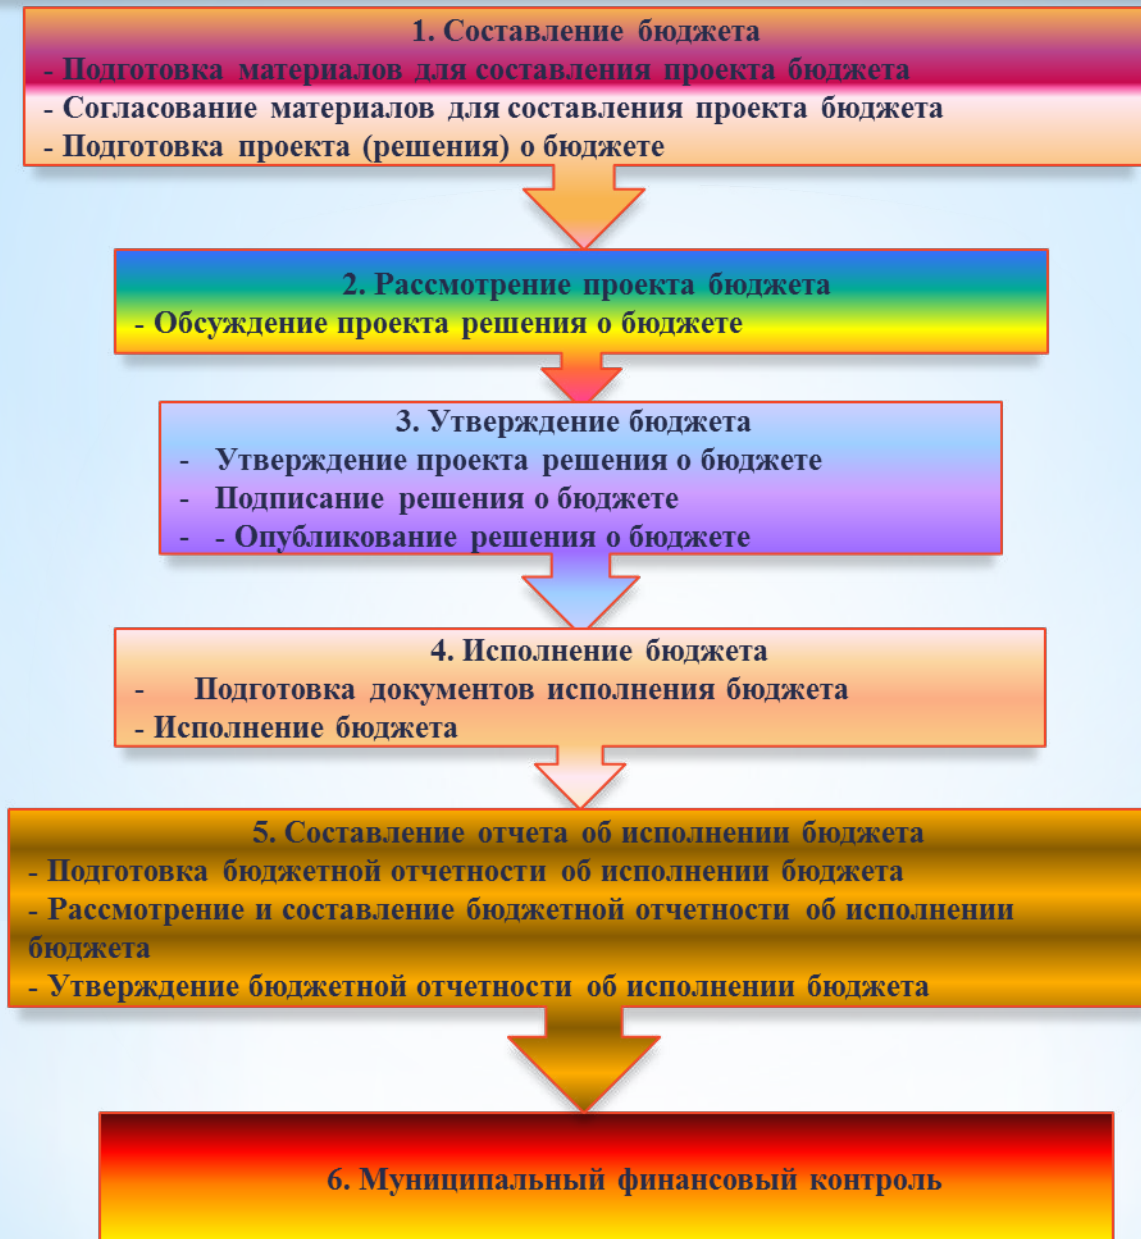 1. Составление бюджета
- Подготовка материалов для составления проекта бюджета
- Согласование материалов для составления проекта бюджета
- Подготовка проекта (решения) о бюджете
2. Рассмотрение проекта бюджета
- Обсуждение проекта решения о бюджете
3. Утверждение бюджета
- Утверждение проекта решения о бюджете
- Подписание решения о бюджете
- - Опубликование решения о бюджете
4. Исполнение бюджета
- Подготовка документов исполнения бюджета
- Исполнение бюджета
5. Составление отчета об исполнении бюджета
- Подготовка бюджетной отчетности об исполнении бюджета
- Рассмотрение и составление бюджетной отчетности об исполнении
бюджета
- Утверждение бюджетной отчетности об исполнении бюджета
6. Муниципальный финансовый контроль